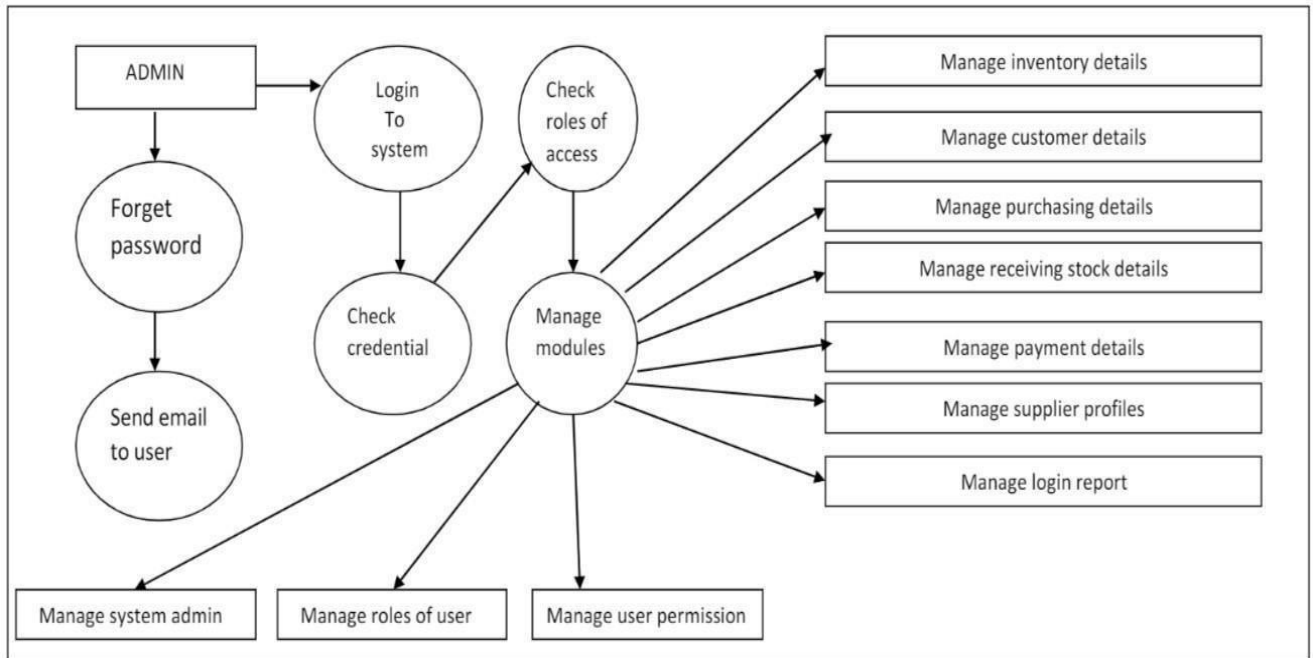 ADMIN
Login
To
system
Check
roles of
access
Manage inventory details
Manage customer details
Manage purchasing details
Manage receiving stock details
Manage payment details
Manage supplier profiles
Manage login report
Forget
password
Check
credential
Manage
modules
Send email
to user
Manage system admin
Manage roles of user
Manage user permission